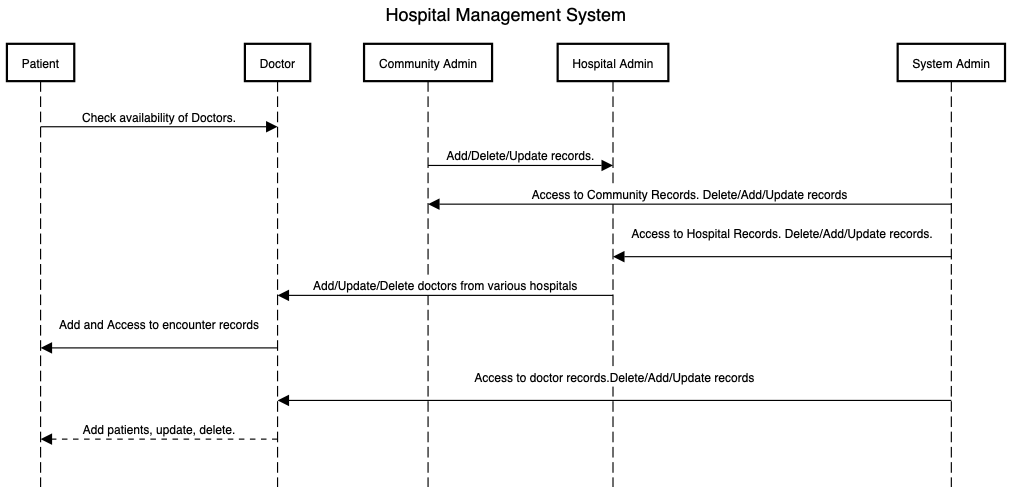 Hospital Management System
Patient
Doctor
Community Admin
Hospital Admin
System Admin
Check availability of Doctors.
Add/Delete/Update records.
Access to Community Records. Delete/Add/Update records
Access to Hospital Records. Delete/Add/Update records.
Add/Update/Delete doctors from various hospitals
Add and Access to encounter records
Access to doctor records.Delete/Add/Update records
Add patients, update, delete.